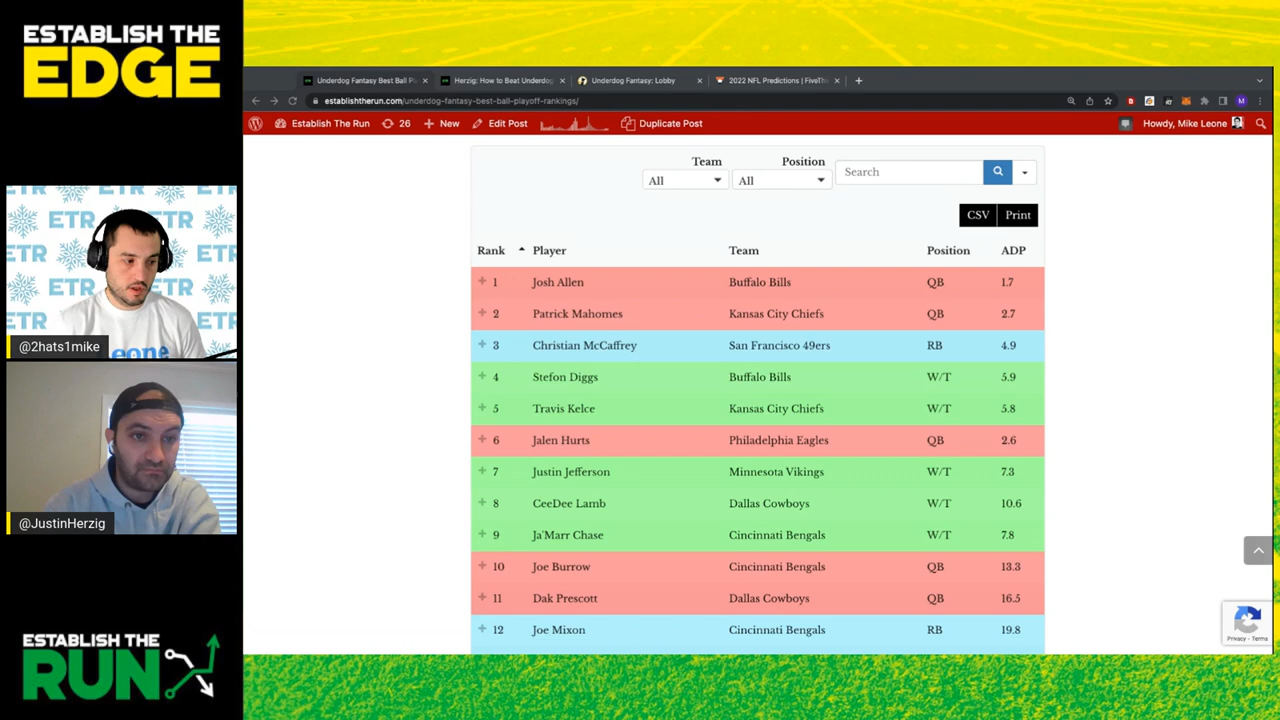 ESTABLISH THE
EDGE
Underdog Fantasy Best Ball Pl
Herzig: How to Beat Underdog
Underdog Fantasy: Lobby
2022 NFL Predictions | FiveTh
establishtherun.com/underdog-fantasy-best-ball-playoff-rankings/
Establish The Run
26
New
Edit Post
Duplicate Post
Howdy, Mike Leone
Team
Position
All
All
Search
CSV
Print
Rank Player Team Position ADP
1 Josh Allen Buffalo Bills QB 1.7
2 Patrick Mahomes Kansas City Chiefs QB 2.7
3 Christian McCaffrey San Francisco 49ers RB 4.9
4 Stefon Diggs Buffalo Bills W/T 5.9
5 Travis Kelce Kansas City Chiefs W/T 5.8
6 Jalen Hurts Philadelphia Eagles QB 2.6
7 Justin Jefferson Minnesota Vikings W/T 7.3
8 CeeDee Lamb Dallas Cowboys W/T 10.6
9 Ja'Marr Chase Cincinnati Bengals W/T 7.8
10 Joe Burrow Cincinnati Bengals QB 13.3
11 Dak Prescott Dallas Cowboys QB 16.5
12 Joe Mixon Cincinnati Bengals RB 19.8
Privacy - Terms
ETR
ETR
ETR
ETR
ETR
eone
@2hats1mike
@JustinHerzig
ESTABLISH THE
RUN